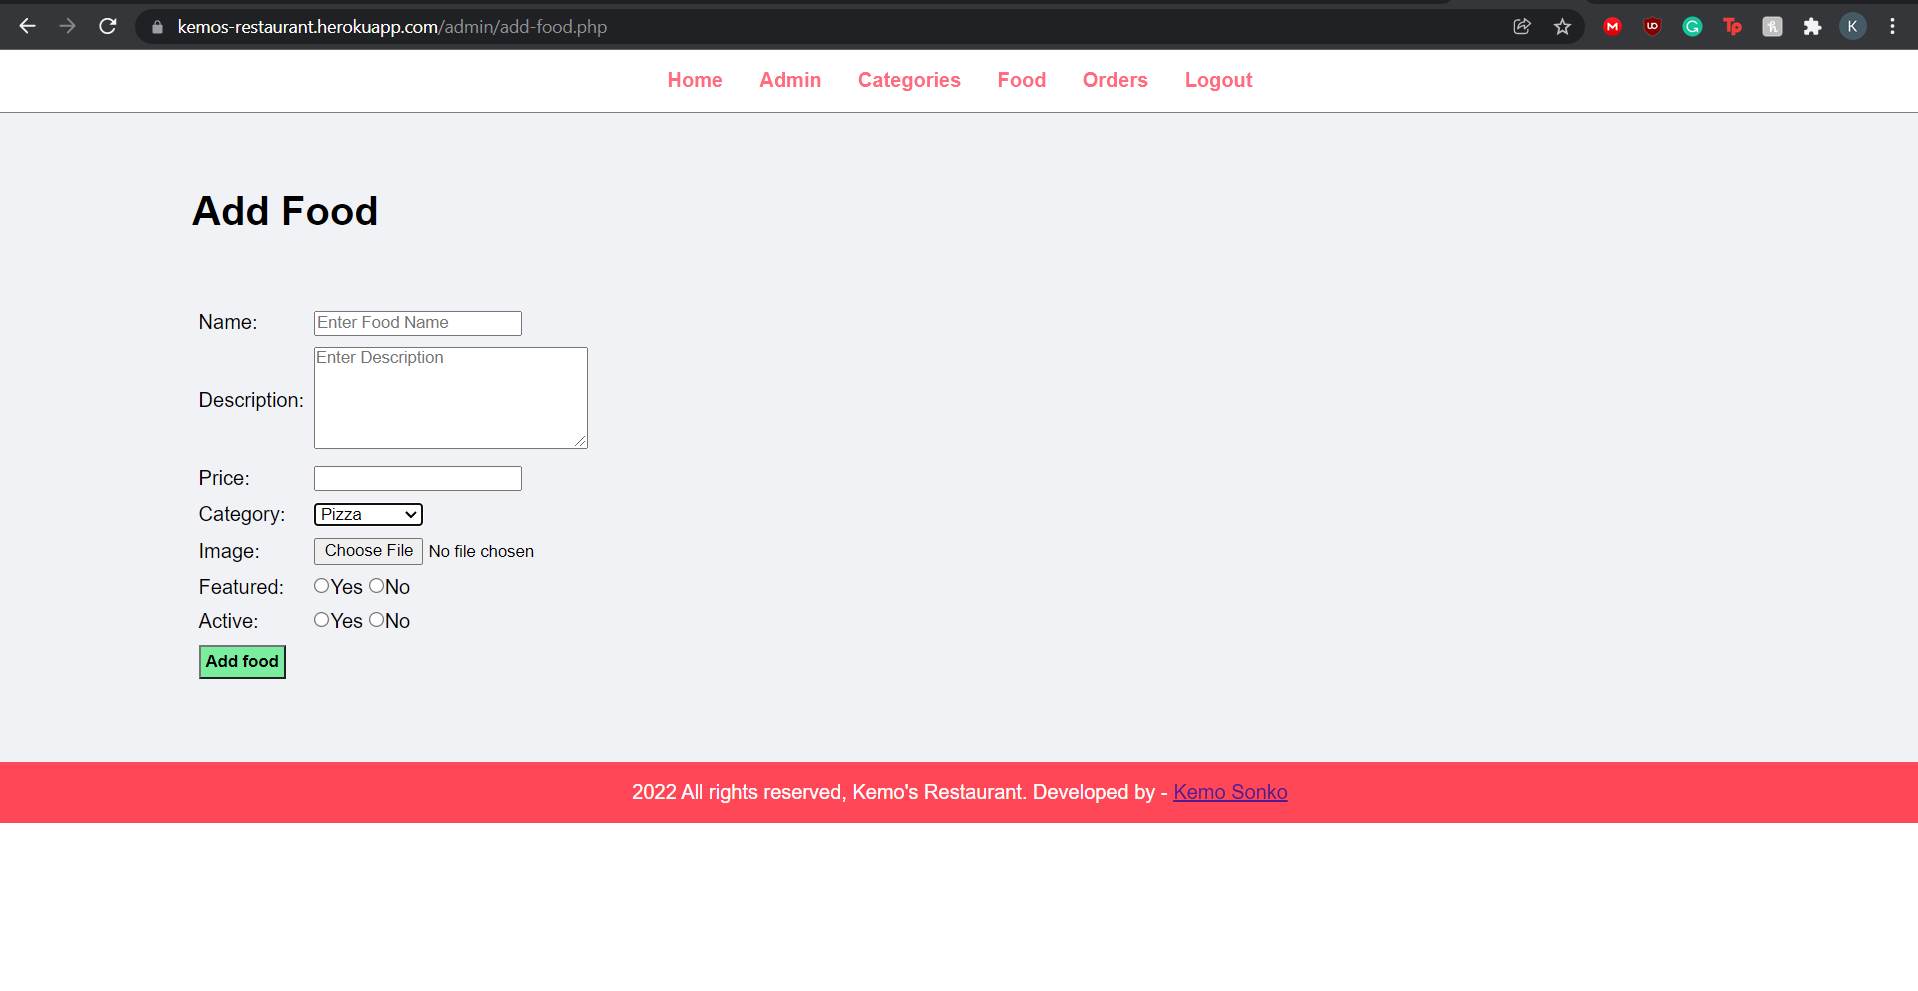 kemos-restaurant.herokuapp.com/admin/add-food.php
K
Home Admin Categories Food Orders Logout
Add Food
Name: Enter Food Name
Description: Enter Description
Price:
Category: Pizza
Image: Choose File No file chosen
Featured: Yes No
Active: Yes No
Add food
2022 All rights reserved, Kemo's Restaurant. Developed by - Kemo Sonko